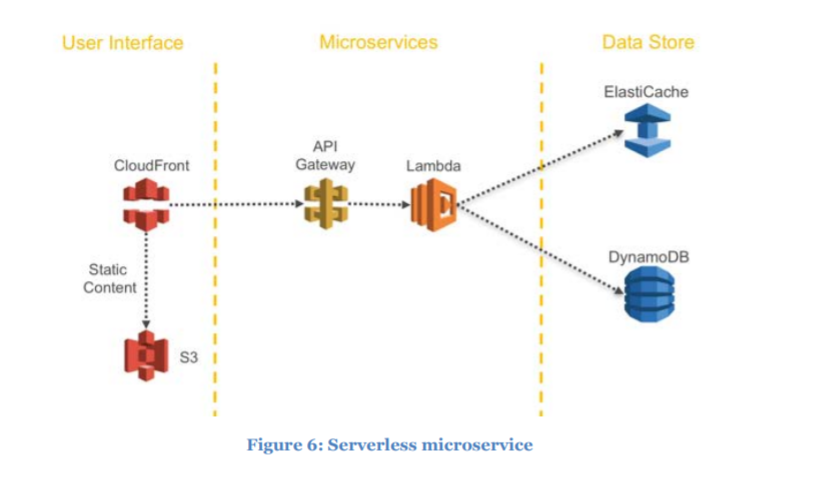 User Interface
Microservices
Data Store
ElastiCache
API
Gateway
CloudFront
Lambda
Static
Content
DynamoDB
S3
Figure 6: Serverless microservice